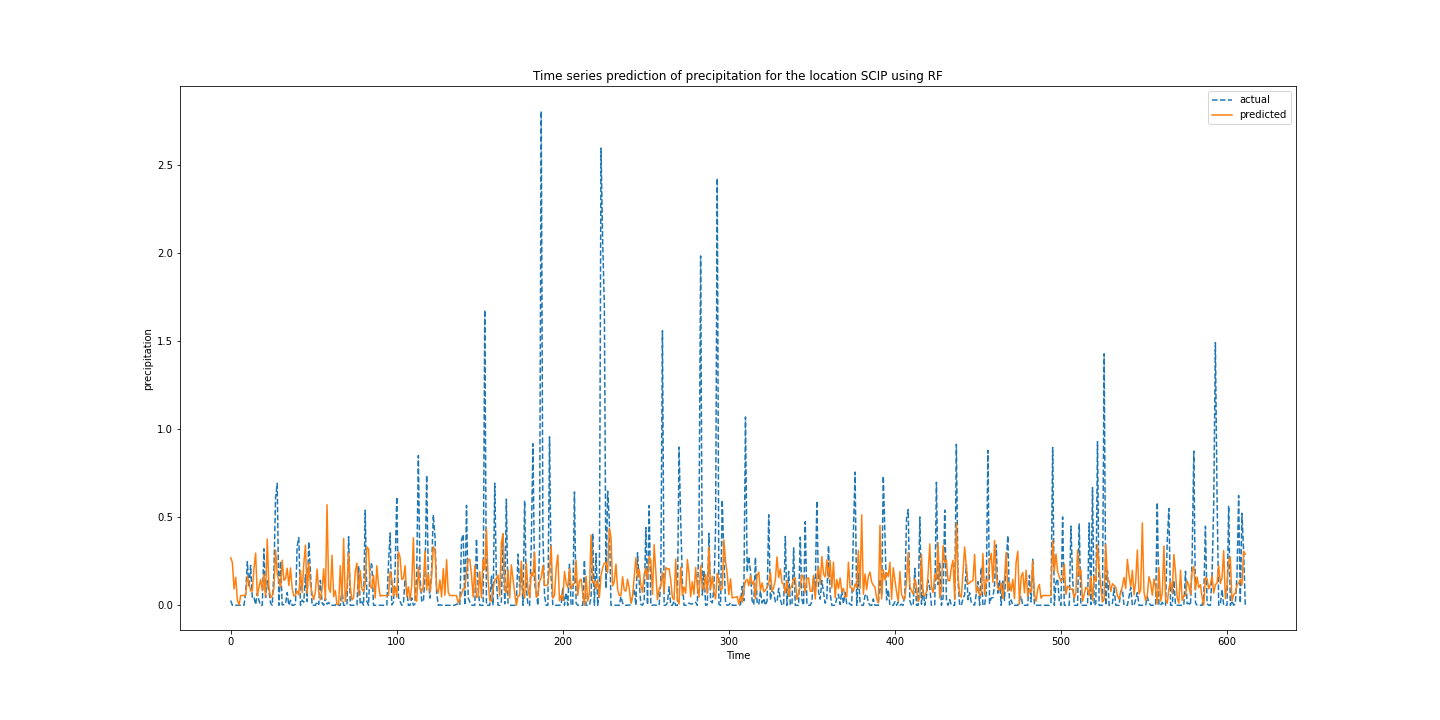 Time series prediction of precipitation for the location SCIP using RF
actual
predicted
2.5
2.0
1.5
1.0
0.5
0.0
precipitation
0 100 200 300 400 500 600
Time